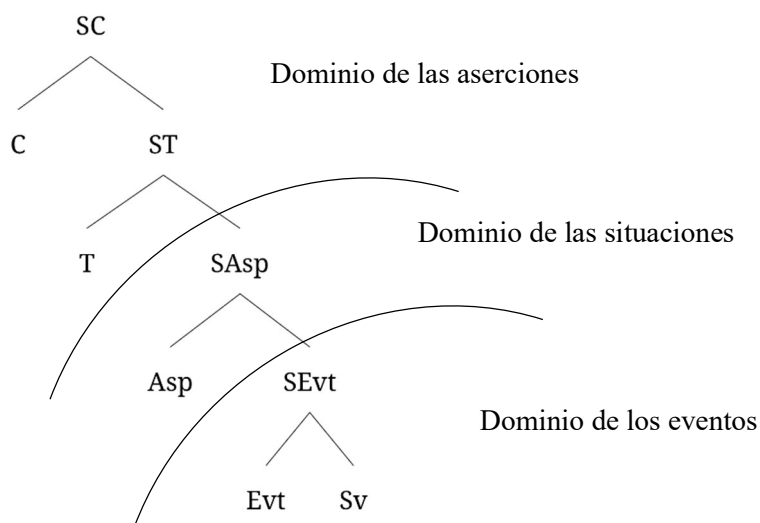 SC
Dominio de las aserciones
C ST
Dominio de las situaciones
T SAsp
Asp SEvt
Dominio de los eventos
Evt Sv